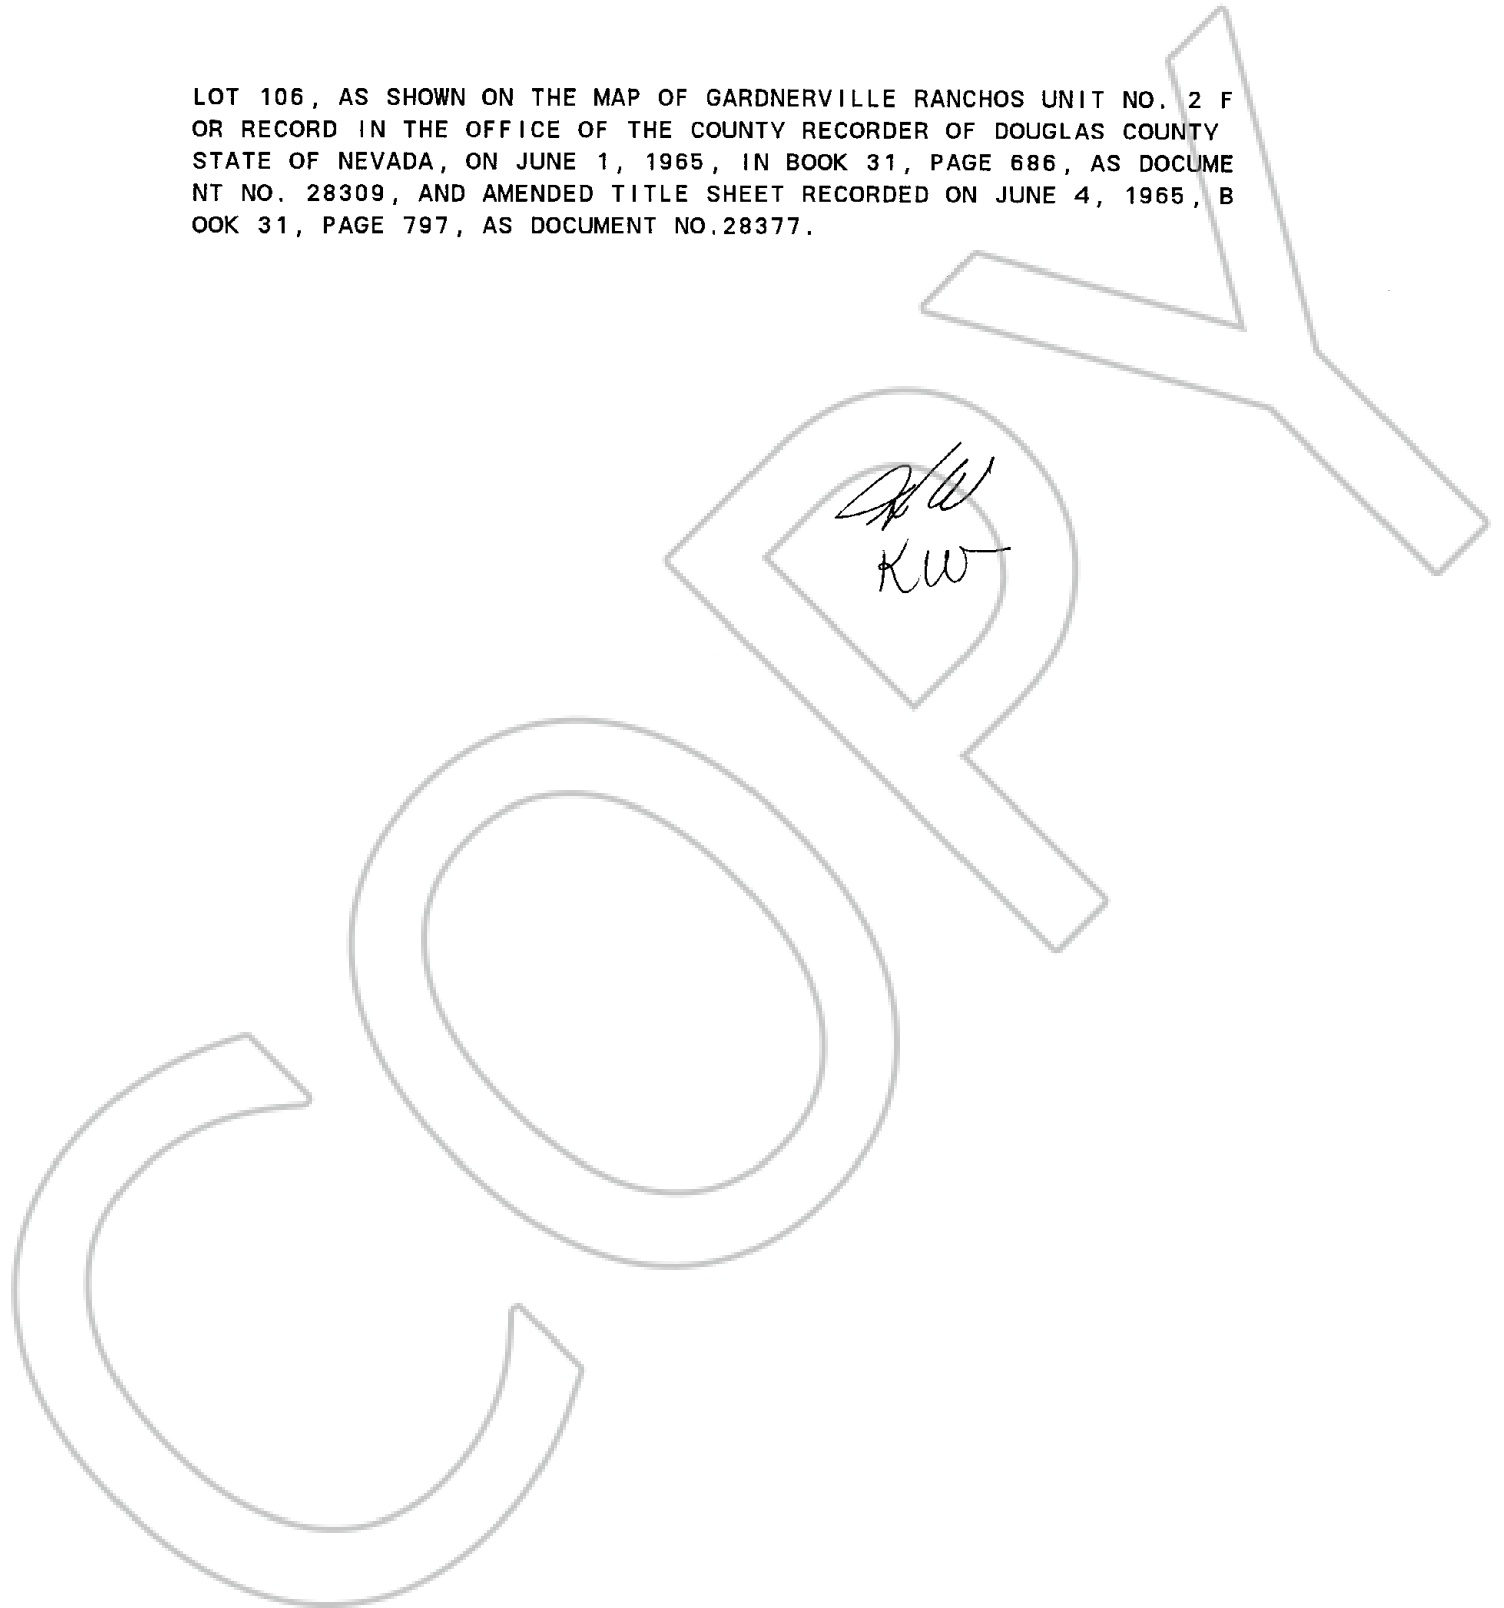 LOT 106, AS SHOWN ON THE MAP OF GARDNERVILLE RANCHOS UNIT NO. 2 F
OR RECORD IN THE OFFICE OF THE COUNTY RECORDER OF DOUGLAS COUNTY
STATE OF NEVADA, ON JUNE 1, 1965, IN BOOK 31, PAGE 686, AS DOCUME
NT NO. 28309, AND AMENDED TITLE SHEET RECORDED ON JUNE 4, 1965, B
OOK 31, PAGE 797, AS DOCUMENT NO.28377.
KW
COPY